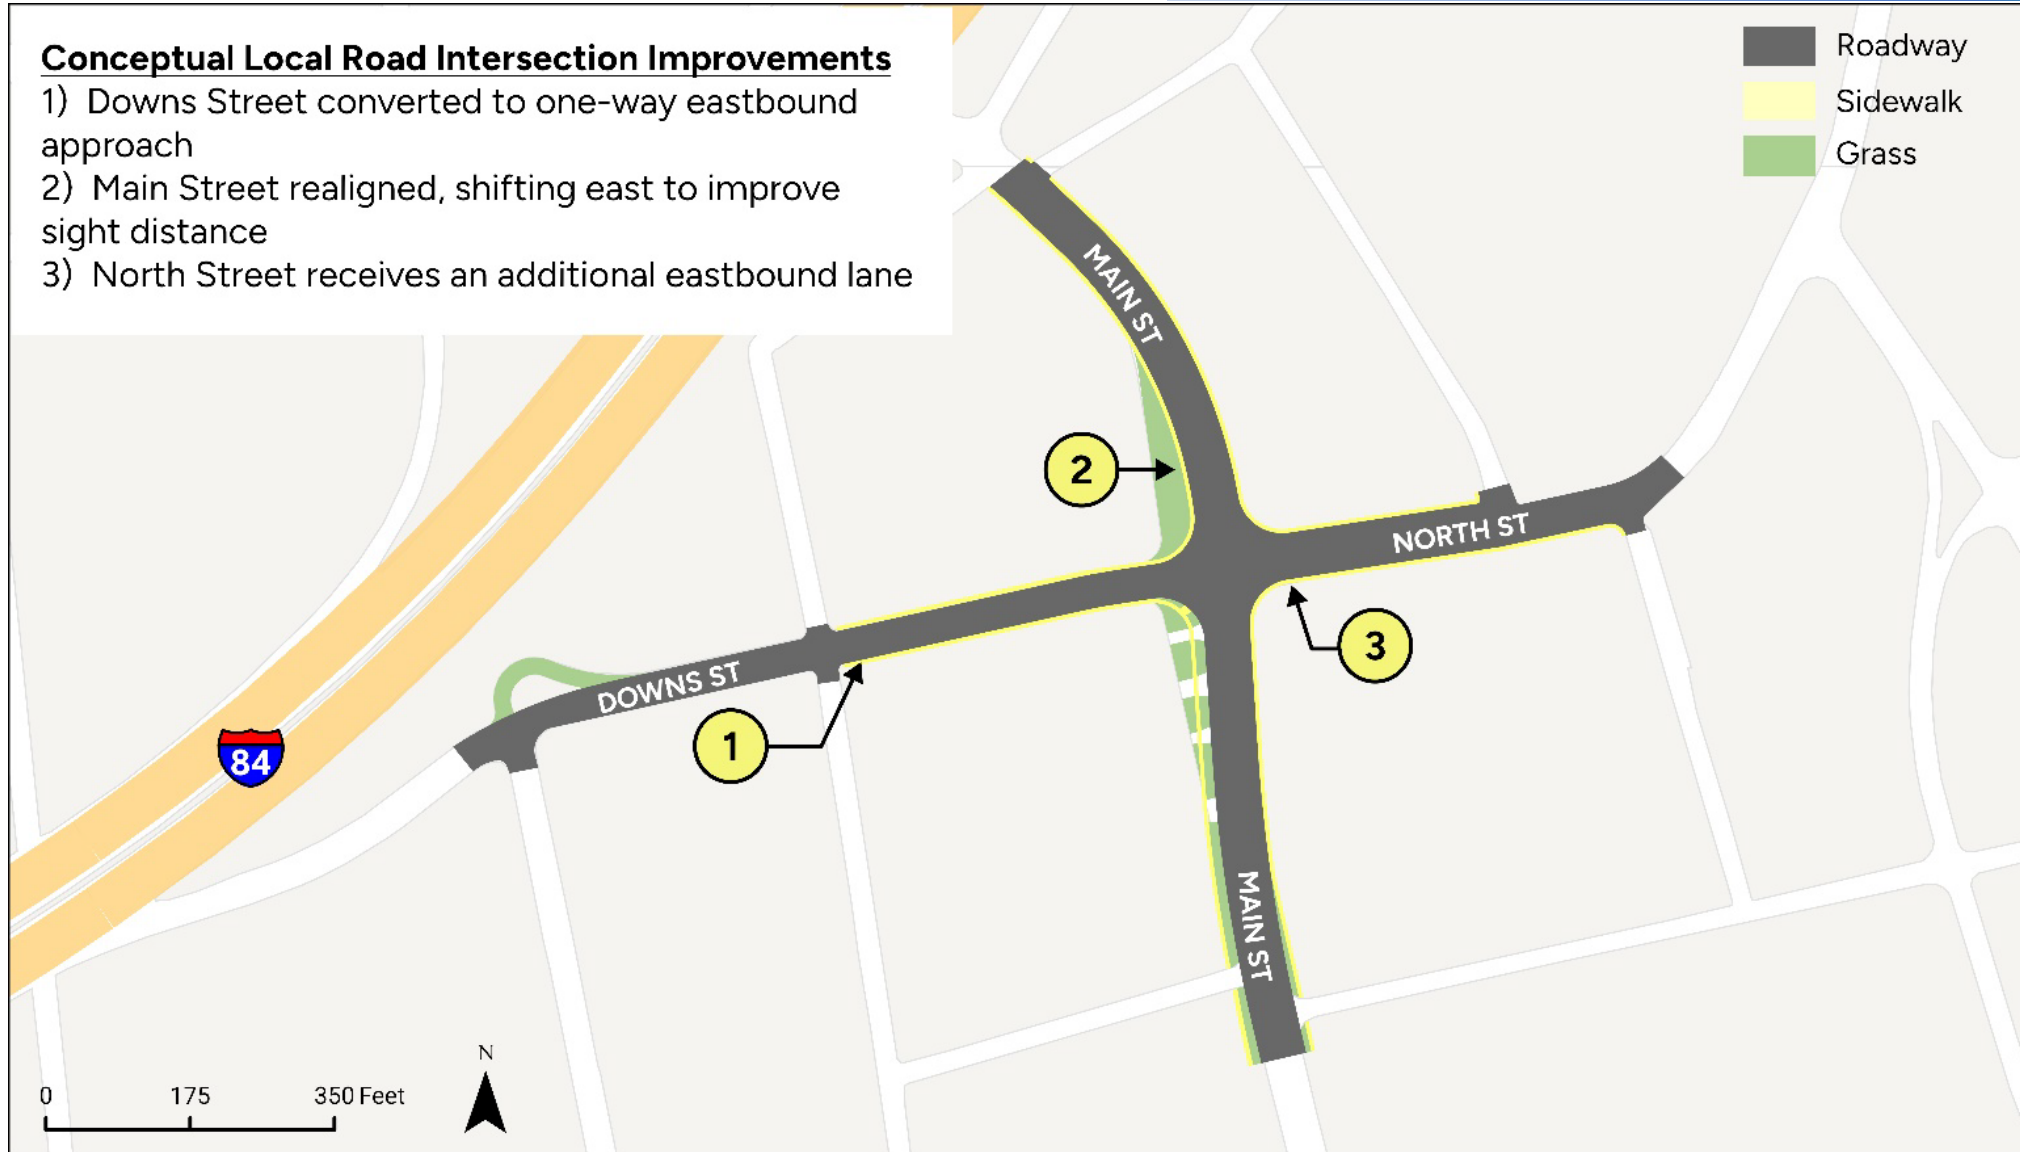 Conceptual Local Road Intersection Improvements
1) Downs Street converted to one-way eastbound
approach
2) Main Street realigned, shifting east to improve
sight distance
3) North Street receives an additional eastbound lane
Roadway
Sidewalk
Grass
MAIN ST
2
NORTH ST
3
DOWNS ST
1
84
MAIN ST
N
0 175 350 Feet